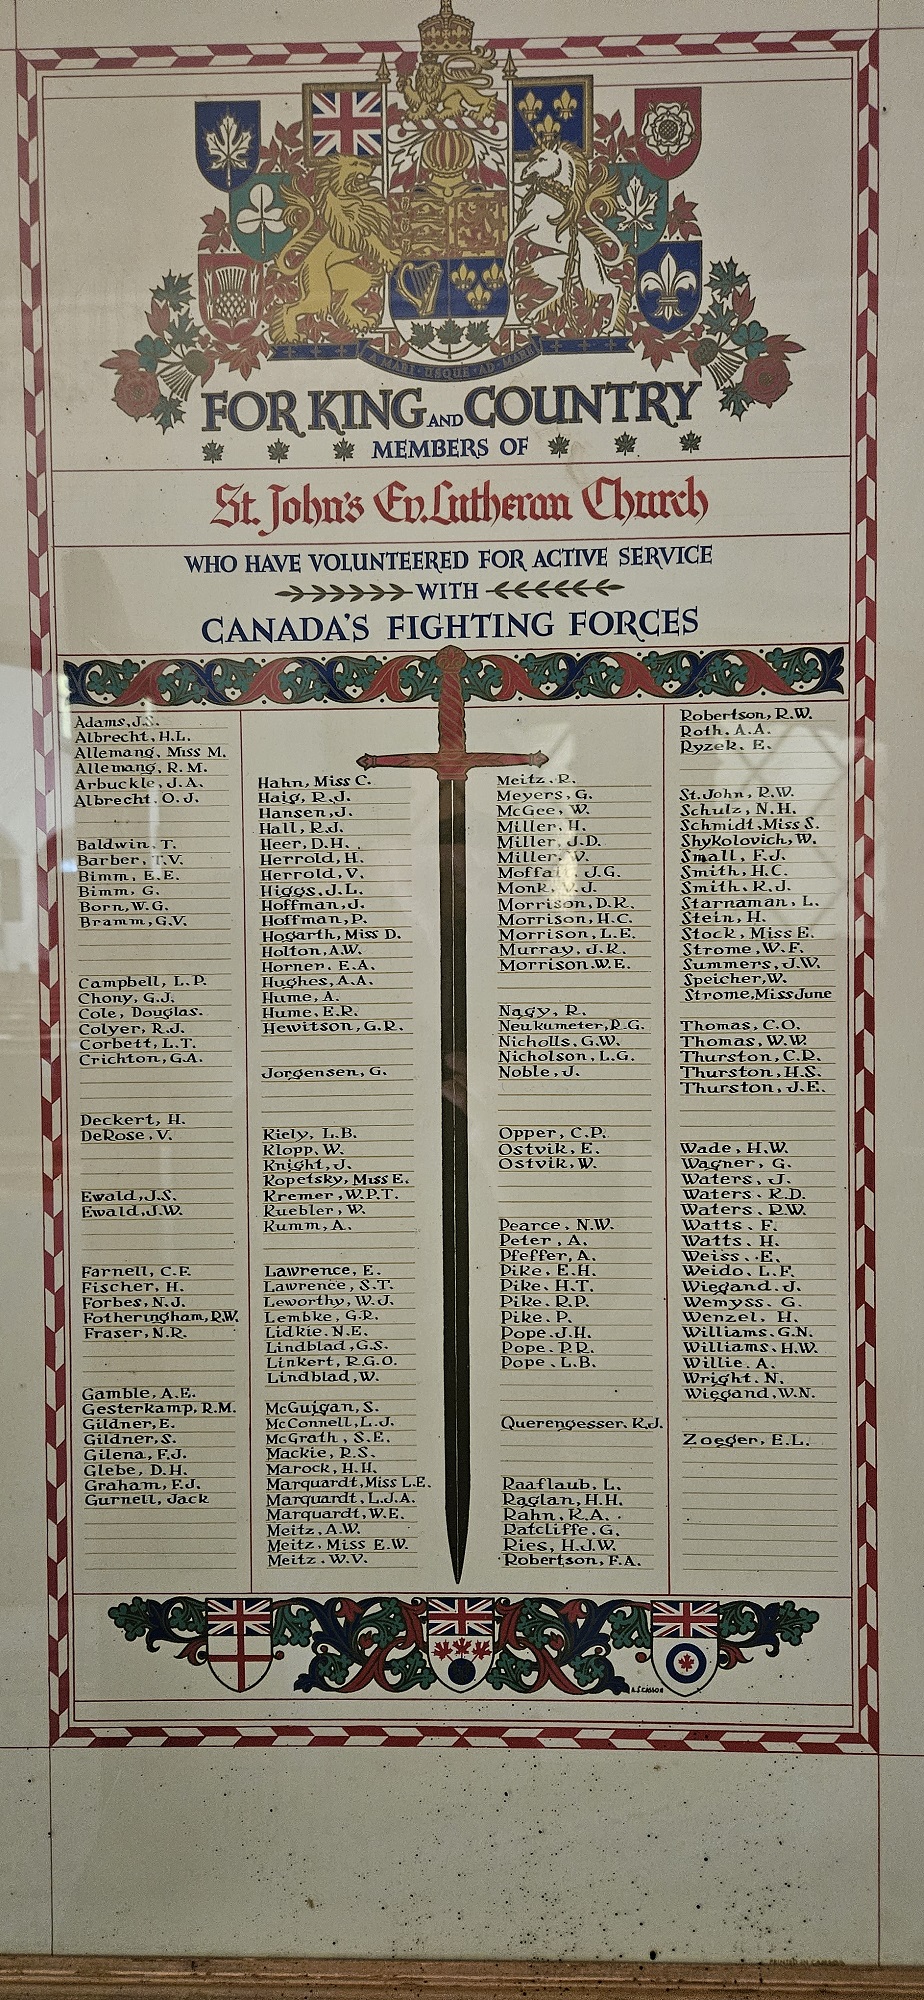 A MARI USQUE AD MARE
FOR KING AND COUNTRY
MEMBERS OF
St. John's Ev. Lutheran Church
WHO HAVE VOLUNTEERED FOR ACTIVE SERVICE
WITH
CANADA'S FIGHTING FORCES
Adams, J.S.
Albrecht, H.L.
Allemang, Miss M.
Allemang, R.M.
Arbuckle, J.A.
Albrecht, O.J.
Baldwin, T.
Barber, T.V.
Bimm, E.E.
Bimm, G.
Born, W.G.
Bramm, G.V.
Campbell, L.P.
Chony, G.J.
Cole, Douglas.
Colyer, R.J.
Corbett, L.T.
Crichton, G.A.
Deckert, H.
DeRose, V.
Ewald, J.S.
Ewald, J.W.
Farnell, C.F.
Fischer, H.
Forbes, N.J.
Fotheringham, R.W.
Fraser, N.R.
Gamble, A.E.
Gesterkamp, R.M.
Gildner, E.
Gildner, S.
Gilena, F.J.
Glebe, D.H.
Graham, F.J.
Gurnell, Jack
Hahn, Miss C.
Haig, R.J.
Hansen, J.
Hall, R.J.
Heer, D.H.
Herrold, H.
Herrold, V.
Higgs, J.L.
Hoffman, J.
Hoffman, P.
Hogarth, Miss D.
Holton, A.W.
Horner, E.A.
Hughes, A.A.
Hume, A.
Hume, E.R.
Hewitson, G.R.
Jorgensen, G.
Kiely, L.B.
Klopp, W.
Knight, J.
Kopetsky, Miss E.
Kremer, W.P.T.
Kuebler, W.
Kumm, A.
Lawrence, E.
Lawrence, S.T.
Leworthy, W.J.
Lembke, G.R.
Lidkie, N.E.
Lindblad, G.S.
Linkert, R.G.O.
Lindblad, W.
McGuigan, S.
McConnell, L.J.
McGrath, S.E.
Mackie, R.S.
Marock, H.H.
Marquardt, Miss L.E.
Marquardt, L.J.A.
Marquardt, W.E.
Meitz, A.W.
Meitz, Miss E.W.
Meitz, W.V.
Meitz, R.
Meyers, G.
McGee, W.
Miller, H.
Miller, J.D.
Miller, V.
Moffat, J.G.
Monk, V.J.
Morrison, D.R.
Morrison, H.C.
Morrison, L.E.
Murray, J.R.
Morrison, W.E.
Nagy, R.
Neukumeter, R.G.
Nicholls, G.W.
Nicholson, L.G.
Noble, J.
Opper, C.P.
Ostvik, E.
Ostvik, W.
Pearce, N.W.
Peter, A.
Pfeffer, A.
Pike, E.H.
Pike, H.T.
Pike, R.P.
Pike, P.
Pope, J.H.
Pope, P.R.
Pope, L.B.
Querengesser, K.J.
Raaflaub, L.
Raglan, H.H.
Rahn, K.A.
Ratcliffe, G.
Ries, H.J.W.
Robertson, F.A.
Robertson, R.W.
Roth, A.A.
Ryzek, E.
St.John, R.W.
Schulz, N.H.
Schmidt, Miss S.
Shykolovich, W.
Small, F.J.
Smith, H.C.
Smith, R.J.
Starnaman, L.
Stein, H.
Stock, Miss E.
Strome, W.F.
Summers, J.W.
Speicher, W.
Strome, Miss June
Thomas, C.O.
Thomas, W.W.
Thurston, C.R.
Thurston, H.S.
Thurston, J.E.
Wade, H.W.
Wagner, G.
Waters, J.
Waters, R.D.
Waters, R.W.
Watts, F.
Watts, H.
Weiss, E.
Weido, L.F.
Wiegand, J.
Wemyss, G.
Wenzel, H.
Williams, G.N.
Williams, H.W.
Willie, A.
Wright, N.
Wiegand, W.N.
Zoeger, E.L.
A.J.CASSON
PRINTED IN CANADA